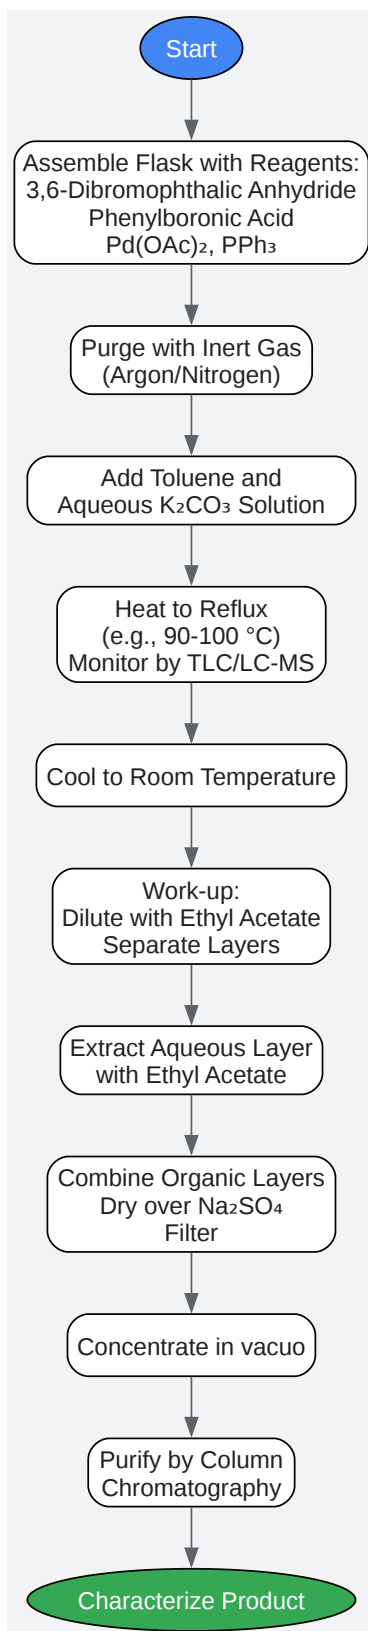 Start
Assemble Flask with Reagents:
3,6-Dibromophthalic Anhydride
Phenylboronic Acid
Pd(OAc)₂, PPh₃
Purge with Inert Gas
(Argon/Nitrogen)
Add Toluene and
Aqueous K₂CO₃ Solution
Heat to Reflux
(e.g., 90-100 °C)
Monitor by TLC/LC-MS
Cool to Room Temperature
Work-up:
Dilute with Ethyl Acetate
Separate Layers
Extract Aqueous Layer
with Ethyl Acetate
Combine Organic Layers
Dry over Na₂SO₄
Filter
Concentrate in vacuo
Purify by Column
Chromatography
Characterize Product